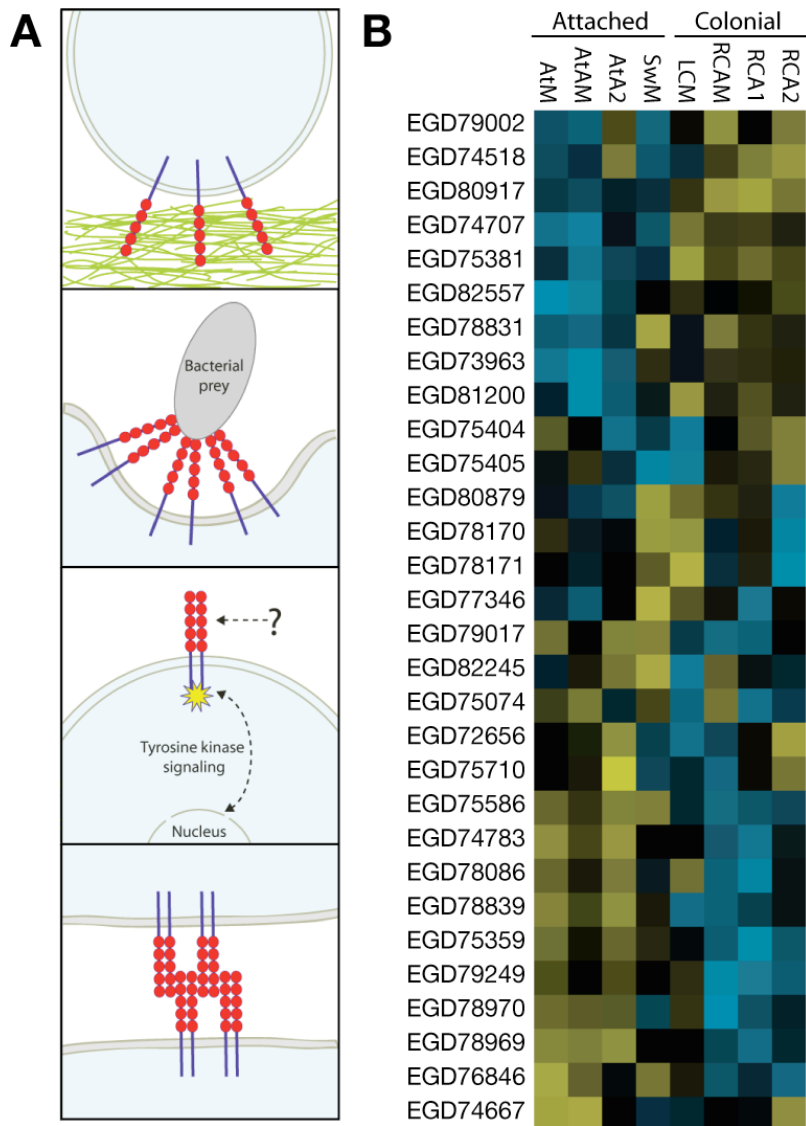 A
Bacterial
prey
?
Tyrosine kinase
signaling
Nucleus
B
Attached Colonial
AtM AtAM AtA2 SwM LCM RCAM RCA1 RCA2
EGD79002
EGD74518
EGD80917
EGD74707
EGD75381
EGD82557
EGD78831
EGD73963
EGD81200
EGD75404
EGD75405
EGD80879
EGD78170
EGD78171
EGD77346
EGD79017
EGD82245
EGD75074
EGD72656
EGD75710
EGD75586
EGD74783
EGD78086
EGD78839
EGD75359
EGD79249
EGD78970
EGD78969
EGD76846
EGD74667